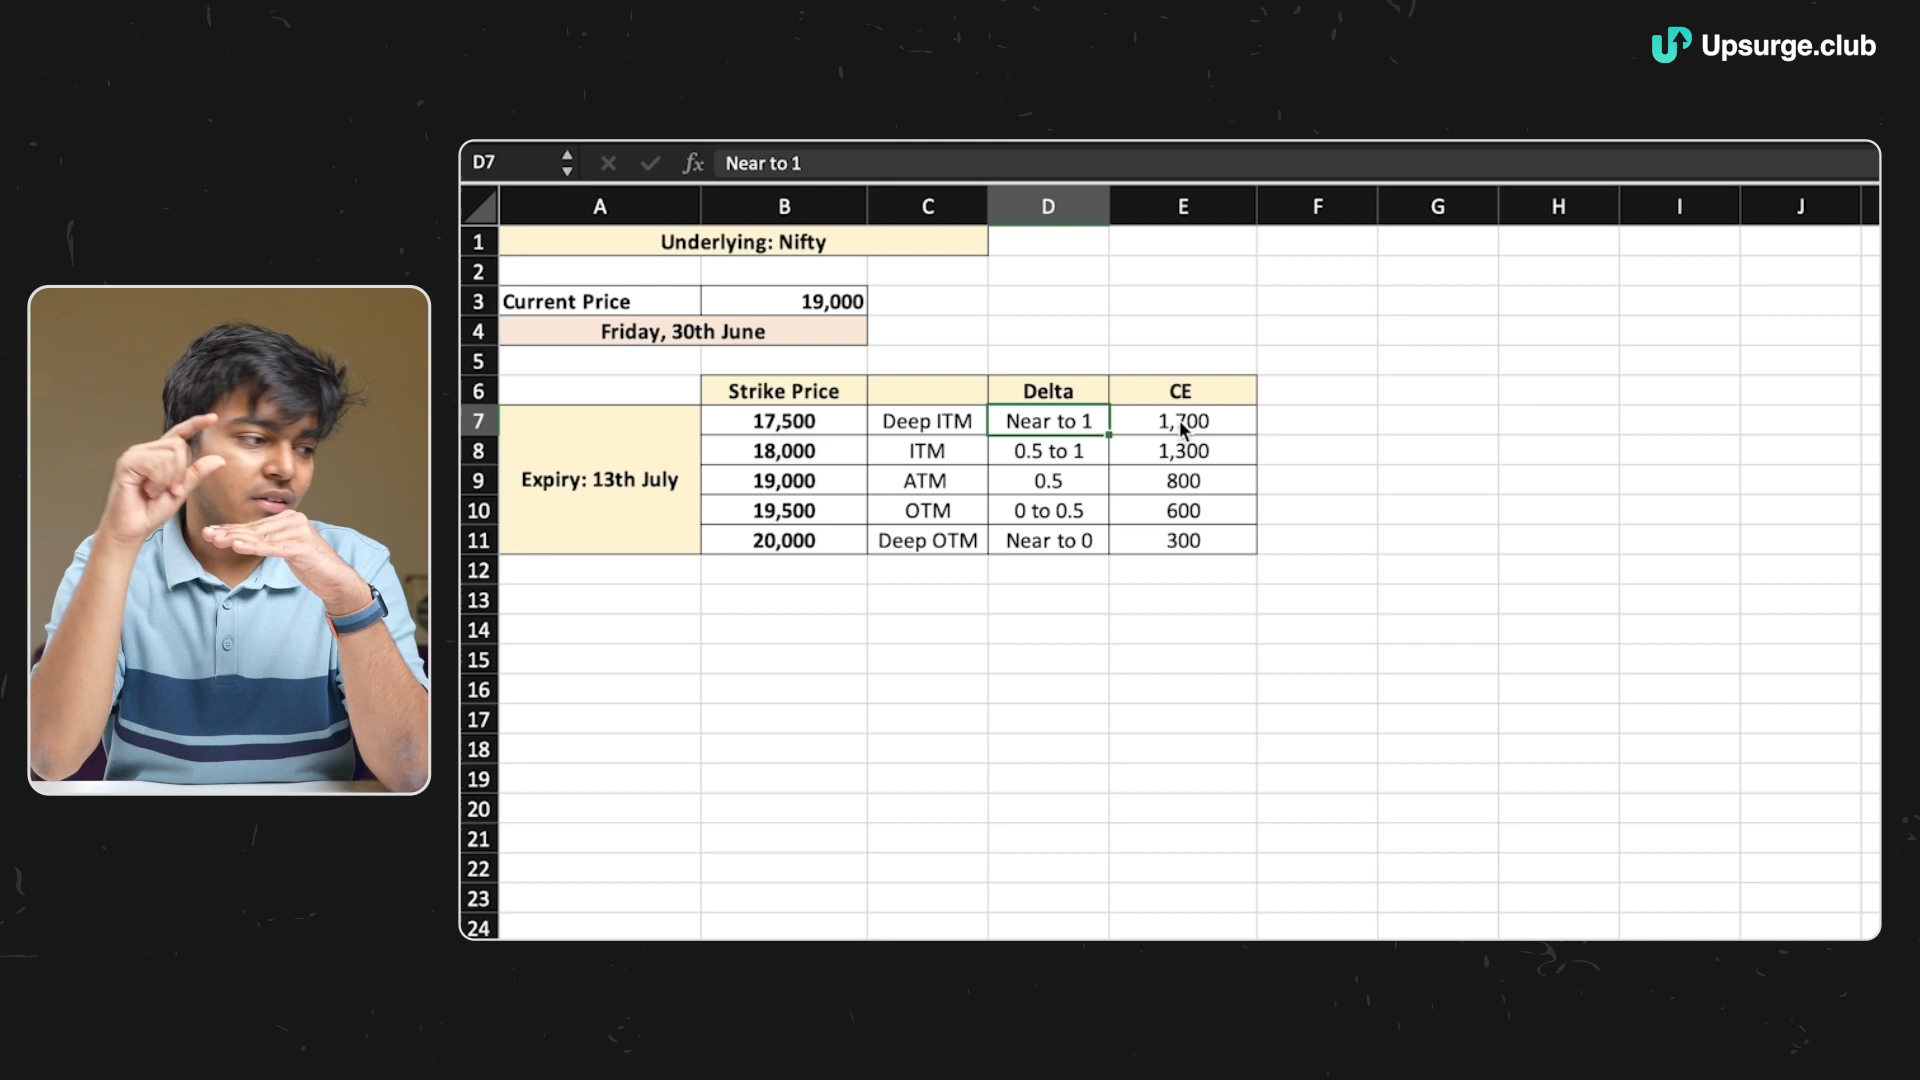 Upsurge.club
D7 fx Near to 1
A B C D E F G H I J
1 Underlying: Nifty
2
3 Current Price 19,000
4 Friday, 30th June
5
6 Strike Price Delta CE
7 17,500 Deep ITM Near to 1 1,700
8 18,000 ITM 0.5 to 1 1,300
9 Expiry: 13th July 19,000 ATM 0.5 800
10 19,500 OTM 0 to 0.5 600
11 20,000 Deep OTM Near to 0 300
12
13
14
15
16
17
18
19
20
21
22
23
24